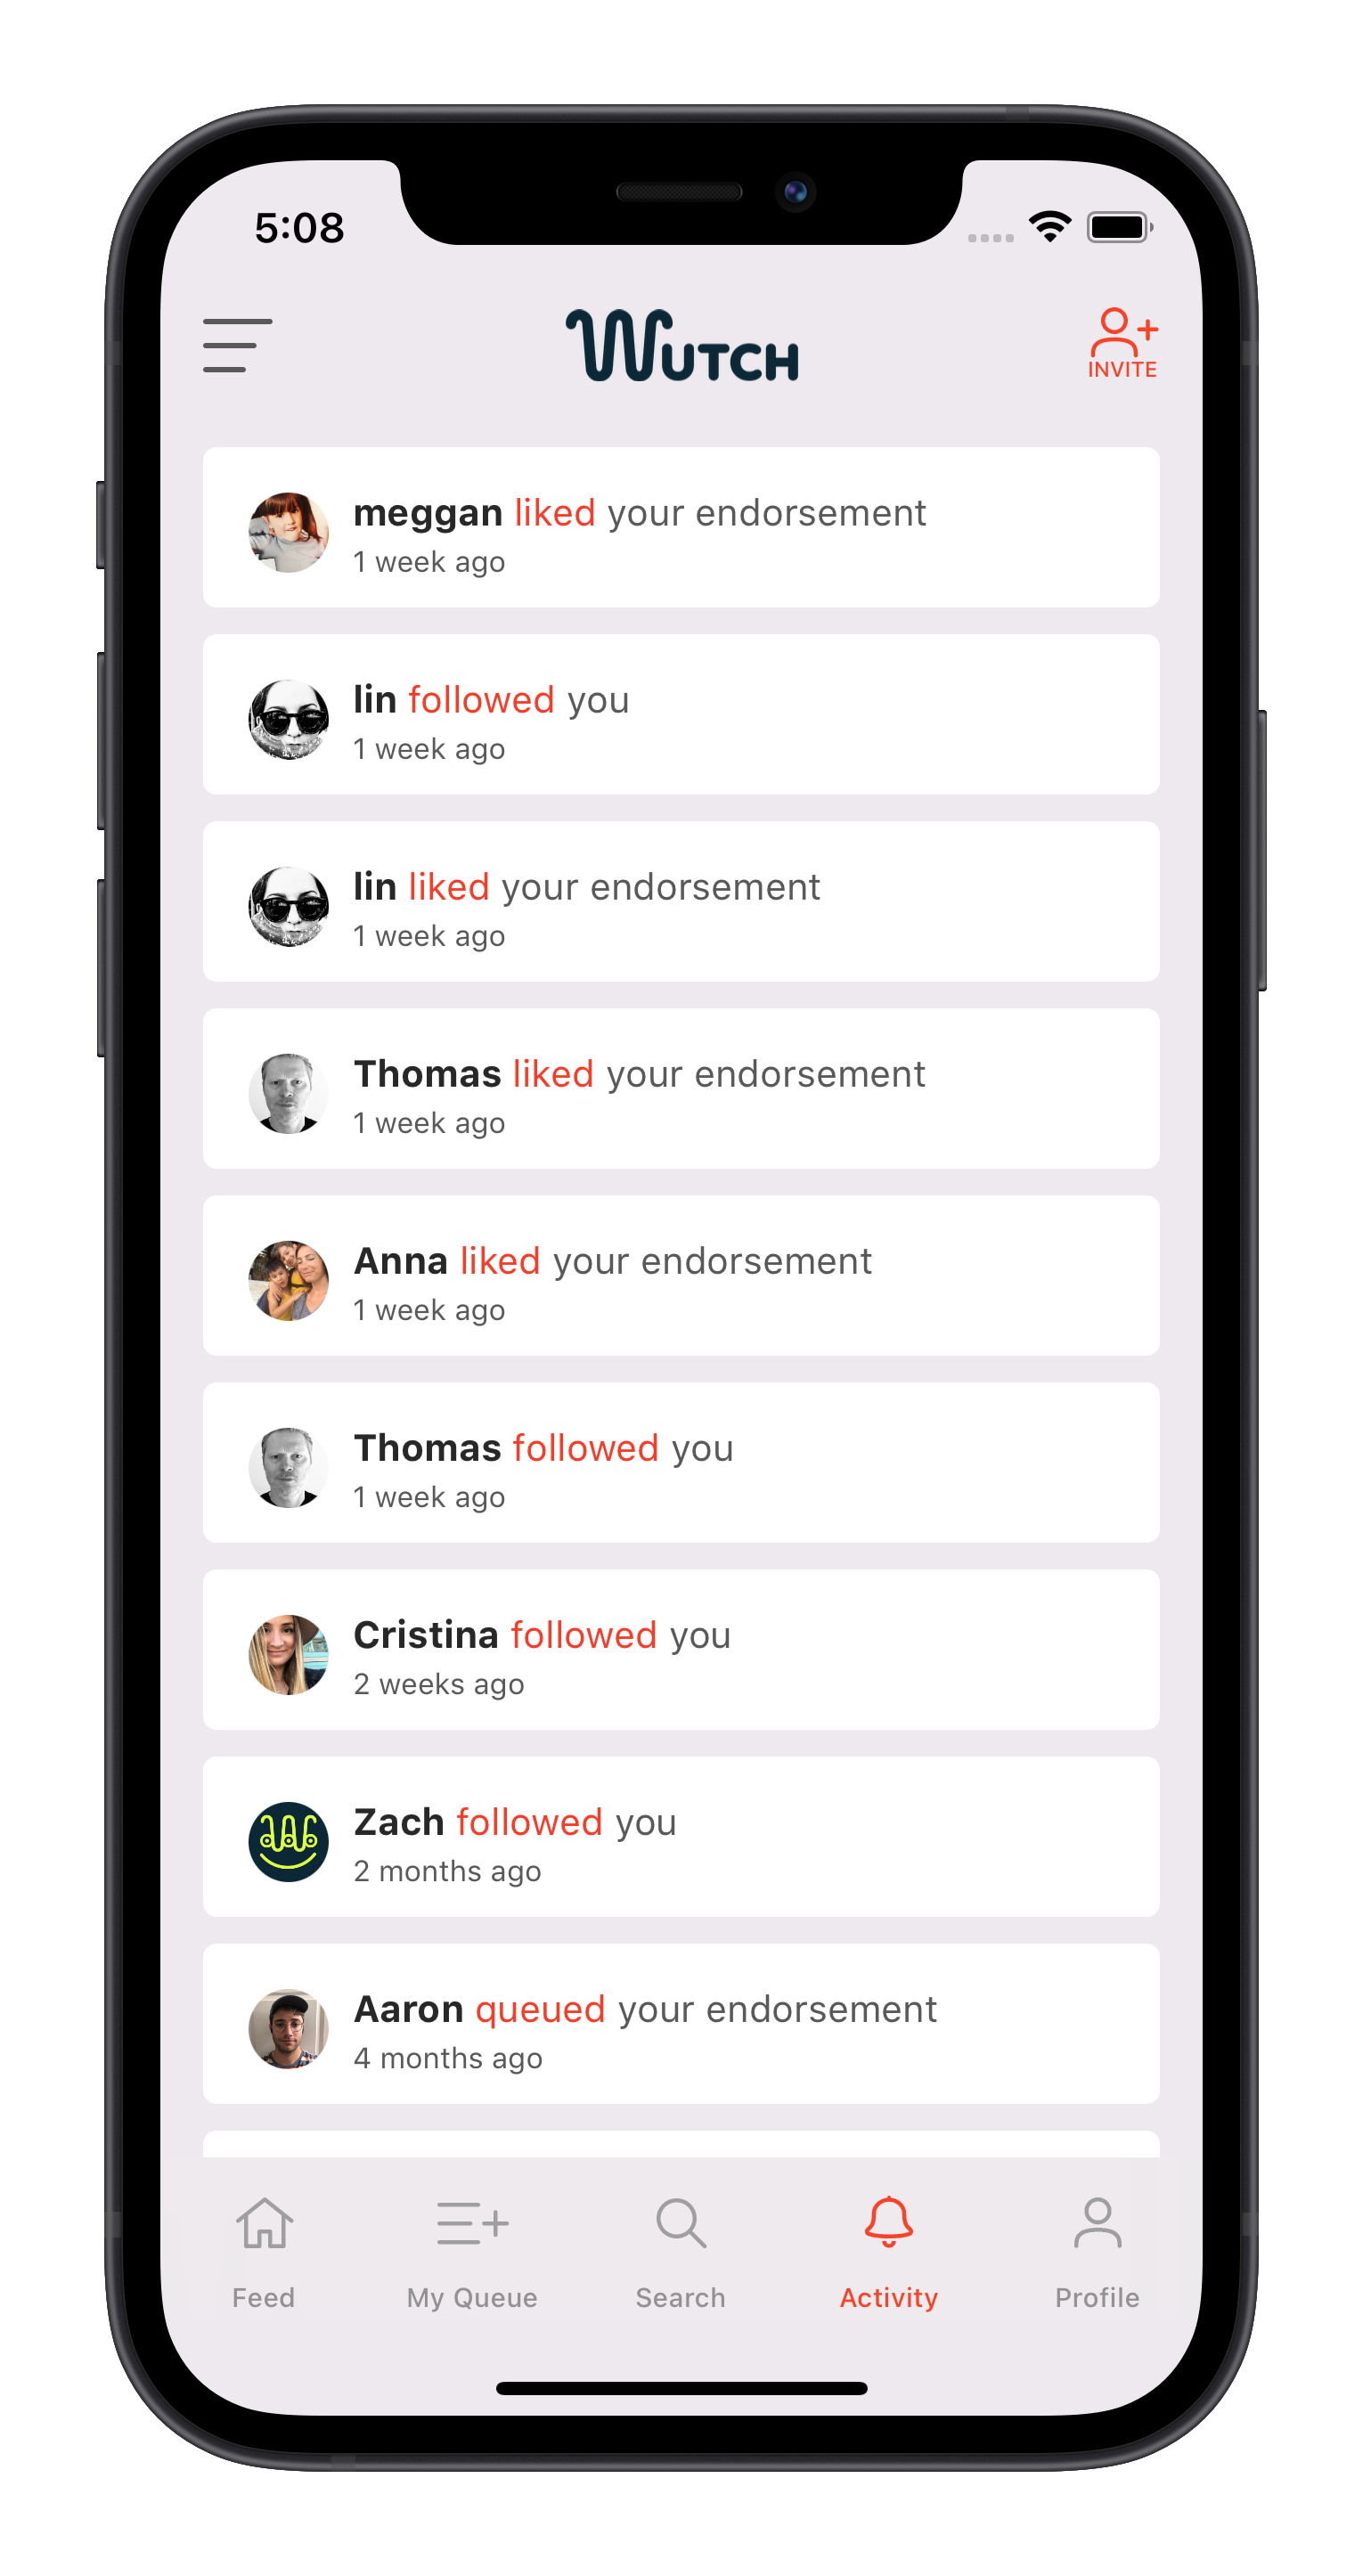 5:08
WUTCH
INVITE
meggan liked your endorsement
1 week ago
lin followed you
1 week ago
lin liked your endorsement
1 week ago
Thomas liked your endorsement
1 week ago
Anna liked your endorsement
1 week ago
Thomas followed you
1 week ago
Cristina followed you
2 weeks ago
Zach followed you
2 months ago
Aaron queued your endorsement
4 months ago
Feed My Queue Search Activity Profile